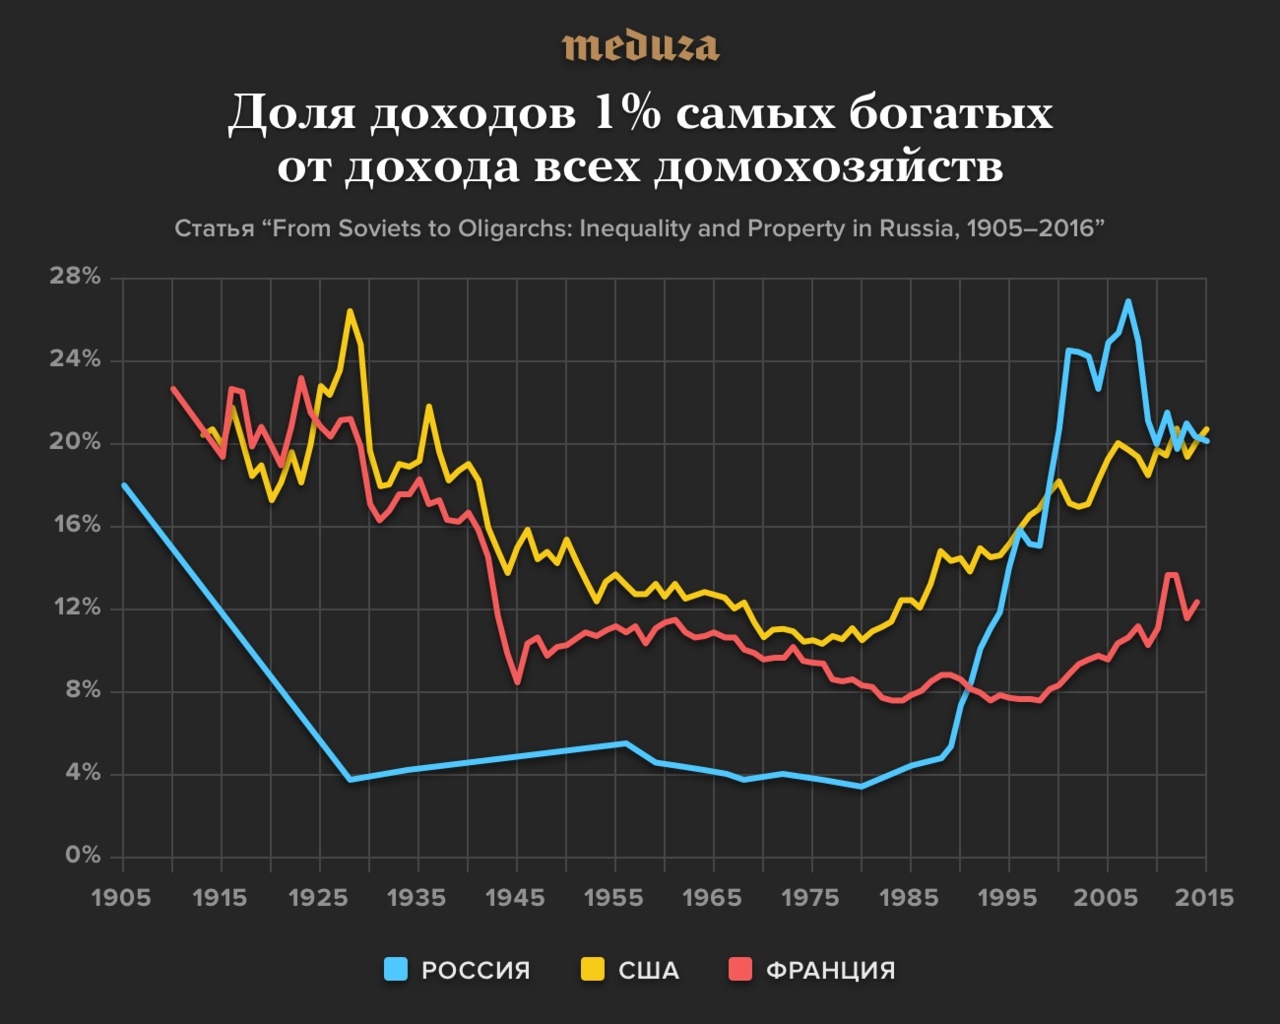 meduza
Доля доходов 1% самых богатых
от дохода всех домохозяйств
Статья “From Soviets to Oligarchs: Inequality and Property in Russia, 1905–2016”
28%
24%
20%
16%
12%
8%
4%
0%
1905 1915 1925 1935 1945 1955 1965 1975 1985 1995 2005 2015
РОССИЯ США ФРАНЦИЯ